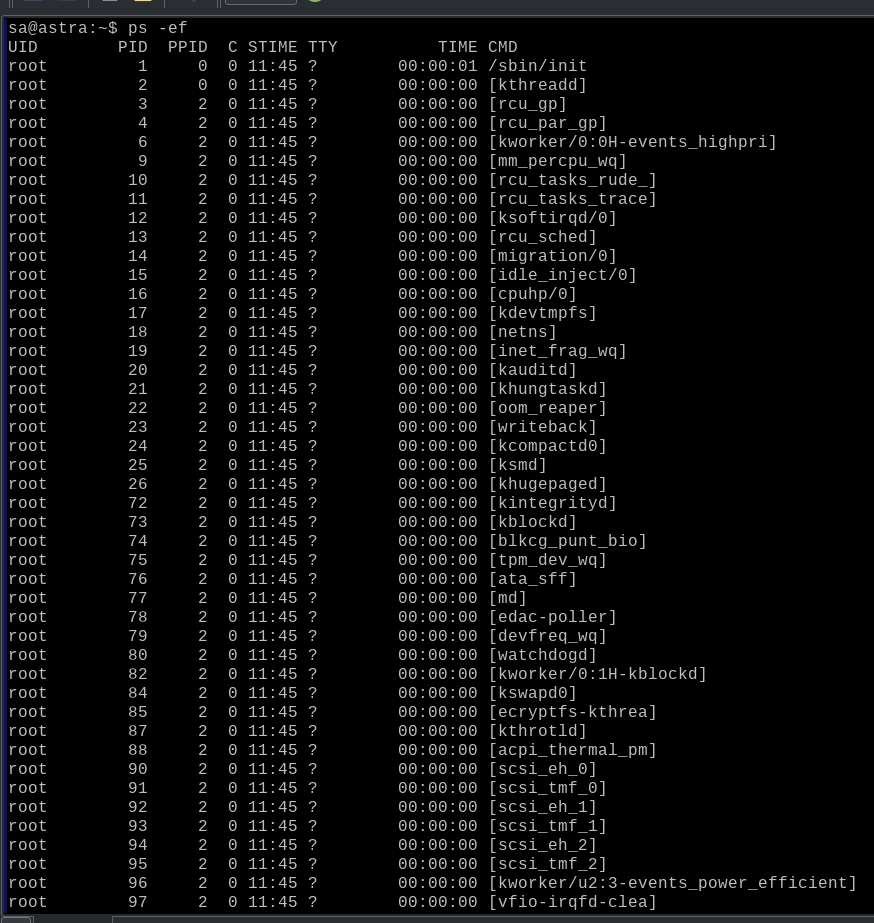 sa@astra:~$ ps -ef
UID        PID  PPID  C STIME TTY          TIME CMD
root         1     0  0 11:45 ?        00:00:01 /sbin/init
root         2     0  0 11:45 ?        00:00:00 [kthreadd]
root         3     2  0 11:45 ?        00:00:00 [rcu_gp]
root         4     2  0 11:45 ?        00:00:00 [rcu_par_gp]
root         6     2  0 11:45 ?        00:00:00 [kworker/0:0H-events_highpri]
root         9     2  0 11:45 ?        00:00:00 [mm_percpu_wq]
root        10     2  0 11:45 ?        00:00:00 [rcu_tasks_rude_]
root        11     2  0 11:45 ?        00:00:00 [rcu_tasks_trace]
root        12     2  0 11:45 ?        00:00:00 [ksoftirqd/0]
root        13     2  0 11:45 ?        00:00:00 [rcu_sched]
root        14     2  0 11:45 ?        00:00:00 [migration/0]
root        15     2  0 11:45 ?        00:00:00 [idle_inject/0]
root        16     2  0 11:45 ?        00:00:00 [cpuhp/0]
root        17     2  0 11:45 ?        00:00:00 [kdevtmpfs]
root        18     2  0 11:45 ?        00:00:00 [netns]
root        19     2  0 11:45 ?        00:00:00 [inet_frag_wq]
root        20     2  0 11:45 ?        00:00:00 [kauditd]
root        21     2  0 11:45 ?        00:00:00 [khungtaskd]
root        22     2  0 11:45 ?        00:00:00 [oom_reaper]
root        23     2  0 11:45 ?        00:00:00 [writeback]
root        24     2  0 11:45 ?        00:00:00 [kcompactd0]
root        25     2  0 11:45 ?        00:00:00 [ksmd]
root        26     2  0 11:45 ?        00:00:00 [khugepaged]
root        72     2  0 11:45 ?        00:00:00 [kintegrityd]
root        73     2  0 11:45 ?        00:00:00 [kblockd]
root        74     2  0 11:45 ?        00:00:00 [blkcg_punt_bio]
root        75     2  0 11:45 ?        00:00:00 [tpm_dev_wq]
root        76     2  0 11:45 ?        00:00:00 [ata_sff]
root        77     2  0 11:45 ?        00:00:00 [md]
root        78     2  0 11:45 ?        00:00:00 [edac-poller]
root        79     2  0 11:45 ?        00:00:00 [devfreq_wq]
root        80     2  0 11:45 ?        00:00:00 [watchdogd]
root        82     2  0 11:45 ?        00:00:00 [kworker/0:1H-kblockd]
root        84     2  0 11:45 ?        00:00:00 [kswapd0]
root        85     2  0 11:45 ?        00:00:00 [ecryptfs-kthrea]
root        87     2  0 11:45 ?        00:00:00 [kthrotld]
root        88     2  0 11:45 ?        00:00:00 [acpi_thermal_pm]
root        90     2  0 11:45 ?        00:00:00 [scsi_eh_0]
root        91     2  0 11:45 ?        00:00:00 [scsi_tmf_0]
root        92     2  0 11:45 ?        00:00:00 [scsi_eh_1]
root        93     2  0 11:45 ?        00:00:00 [scsi_tmf_1]
root        94     2  0 11:45 ?        00:00:00 [scsi_eh_2]
root        95     2  0 11:45 ?        00:00:00 [scsi_tmf_2]
root        96     2  0 11:45 ?        00:00:00 [kworker/u2:3-events_power_efficient]
root        97     2  0 11:45 ?        00:00:00 [vfio-irqfd-clea]